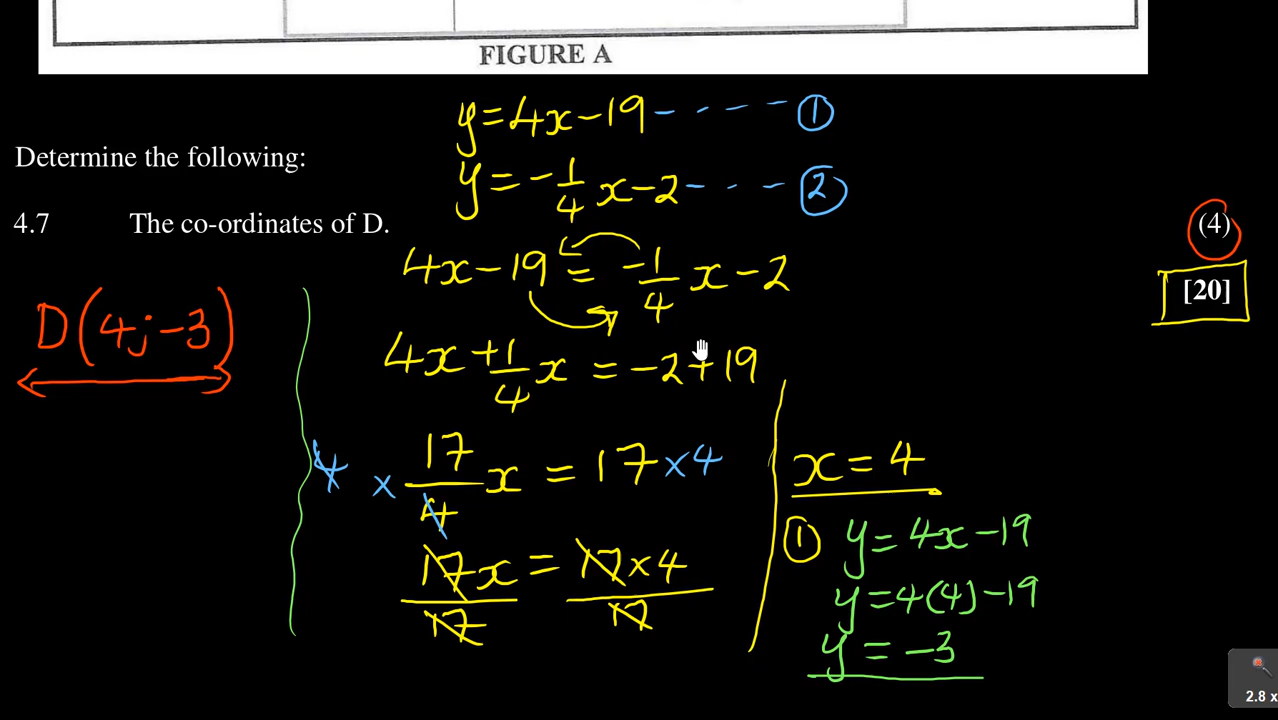 FIGURE A
y=4x-19 - - - - - ①
Determine the following:
y=-1/4 x-2 - - - - ②
4.7 The co-ordinates of D. (4)
4x-19 = -1/4 x-2
[20]
D(4;-3)
4x+1/4 x = -2+19
4 × 17/4 x = 17×4
17x/17 = 17×4/17
x=4
① y=4x-19
y=4(4)-19
y=-3
2.8 x